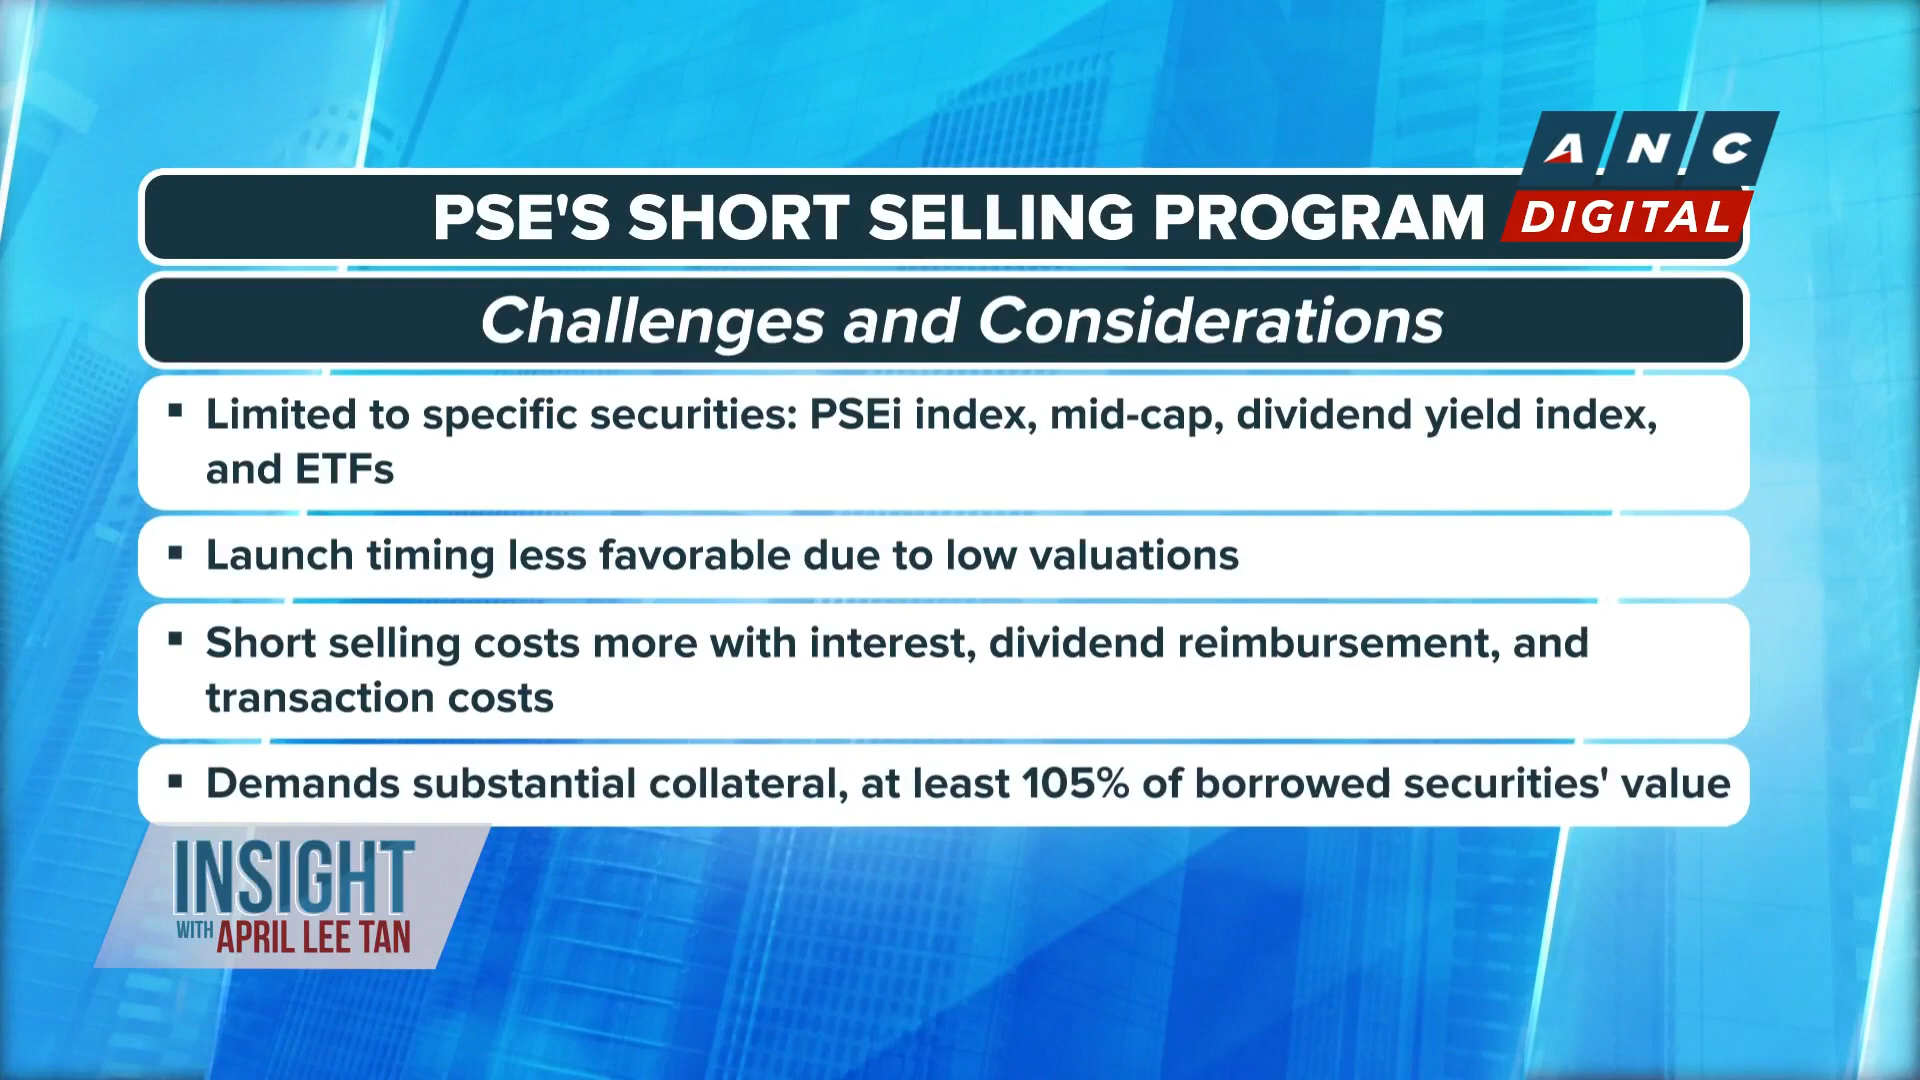 ANC
DIGITAL
PSE'S SHORT SELLING PROGRAM
Challenges and Considerations
▪ Limited to specific securities: PSEi index, mid-cap, dividend yield index,
and ETFs
▪ Launch timing less favorable due to low valuations
▪ Short selling costs more with interest, dividend reimbursement, and
transaction costs
▪ Demands substantial collateral, at least 105% of borrowed securities' value
INSIGHT
WITH APRIL LEE TAN